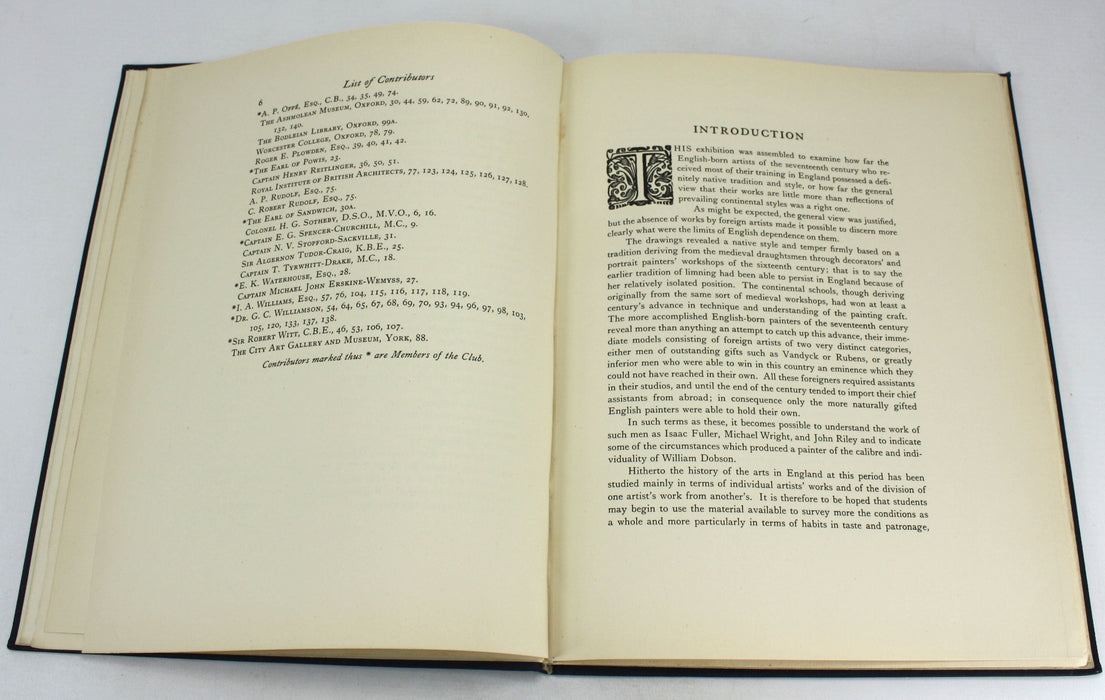 List of Contributors
6
*A. P. Oppé, Esq., C.B., 34, 35, 49, 74.
The Ashmolean Museum, Oxford, 30, 44, 59, 62, 72, 89, 90, 91, 92, 130,
132, 140.
The Bodleian Library, Oxford, 99A.
Worcester College, Oxford, 78, 79.
Roger E. Plowden, Esq., 39, 40, 41, 42.
*The Earl of Powis, 23.
Captain Henry Reitlinger, 36, 50, 51.
Royal Institute of British Architects, 77, 123, 124, 125, 126, 127, 128.
A. P. Rudolf, Esq., 75.
C. Robert Rudolf, Esq., 75.
*The Earl of Sandwich, 30A.
Colonel H. G. Sotheby, D.S.O., M.V.O., 6, 16.
*Captain E. G. Spencer-Churchill, M.C., 9.
Captain N. V. Stopford-Sackville, 31.
Sir Algernon Tudor-Craig, K.B.E., 25.
Captain T. Tyrwhitt-Drake, M.C., 18.
*E. K. Waterhouse, Esq., 28.
Captain Michael John Erskine-Wemyss, 27.
*I. A. Williams, Esq., 57, 76, 104, 115, 116, 117, 118, 119.
*Dr. G. C. Williamson, 54, 64, 65, 67, 68, 69, 70, 93, 94, 96, 97, 98, 103,
105, 120, 133, 137, 138.
*Sir Robert Witt, C.B.E., 46, 53, 106, 107.
The City Art Gallery and Museum, York, 88.
Contributors marked thus * are Members of the Club.
INTRODUCTION
THIS exhibition was assembled to examine how far the
English-born artists of the seventeenth century who re-
ceived most of their training in England possessed a defi-
nitely native tradition and style, or how far the general
view that their works are little more than reflections of
prevailing continental styles was a right one.
As might be expected, the general view was justified,
but the absence of works by foreign artists made it possible to discern more
clearly what were the limits of English dependence on them.
The drawings revealed a native style and temper firmly based on a
tradition deriving from the medieval draughtsmen through decorators' and
portrait painters' workshops of the sixteenth century; that is to say the
earlier tradition of limning had been able to persist in England because of
her relatively isolated position. The continental schools, though deriving
originally from the same sort of medieval workshops, had won at least a
century's advance in technique and understanding of the painting craft.
The more accomplished English-born painters of the seventeenth century
reveal more than anything an attempt to catch up this advance, their imme-
diate models consisting of foreign artists of two very distinct categories,
either men of outstanding gifts such as Vandyck or Rubens, or greatly
inferior men who were able to win in this country an eminence which they
could not have reached in their own. All these foreigners required assistants
in their studios, and until the end of the century tended to import their chief
assistants from abroad; in consequence only the more naturally gifted
English painters were able to hold their own.
In such terms as these, it becomes possible to understand the work of
such men as Isaac Fuller, Michael Wright, and John Riley and to indicate
some of the circumstances which produced a painter of the calibre and indi-
viduality of William Dobson.
Hitherto the history of the arts in England at this period has been
studied mainly in terms of individual artists' works and of the division of
one artist's work from another's. It is therefore to be hoped that students
may begin to use the material available to survey more the conditions as
a whole and more particularly in terms of habits in taste and patronage,